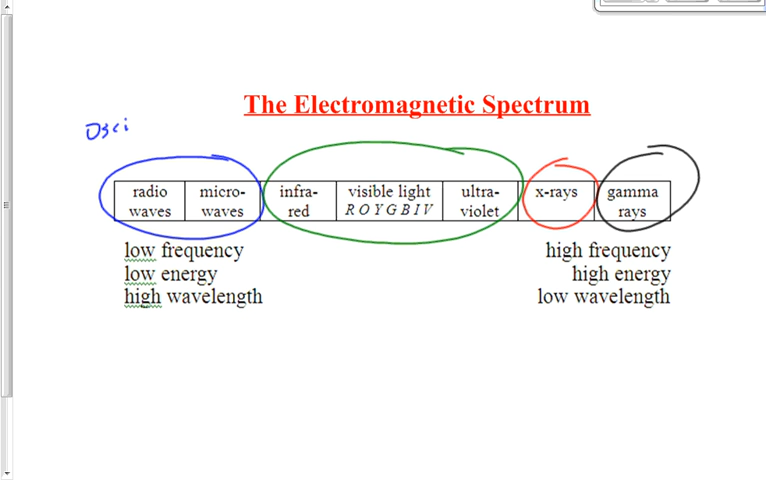 The Electromagnetic Spectrum
Osci
radio waves
micro-waves
infra-red
visible light
R O Y G B I V
ultra-violet
x-rays
gamma rays
low frequency
low energy
high wavelength
high frequency
high energy
low wavelength